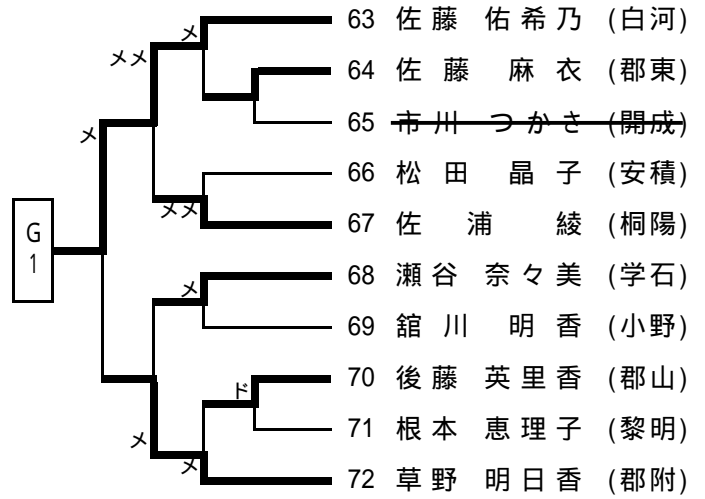 メ 63 佐藤 佑希乃 (白河)
メメ
64 佐藤 麻衣 (郡東)
メ 65 市川 つかさ (開成)
66 松田 晶子 (安積)
メメ 67 佐浦 綾 (桐陽)
G1
メ 68 瀬谷 奈々美 (学石)
69 舘川 明香 (小野)
ド 70 後藤 英里香 (郡山)
メ 71 根本 恵理子 (黎明)
メ 72 草野 明日香 (郡附)